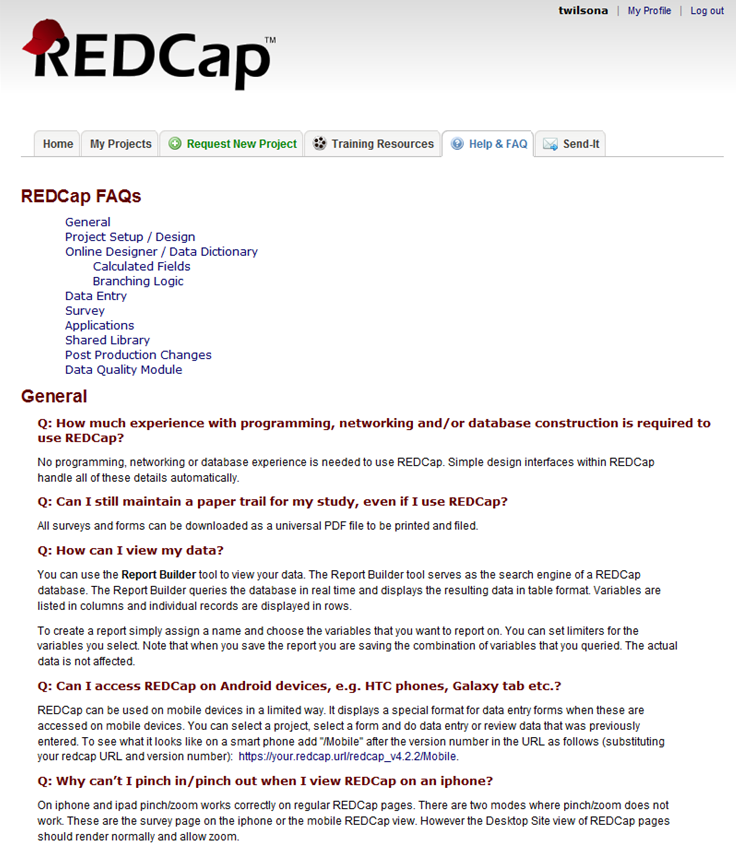 twilsona | My Profile | Log out
REDCap™
Home
My Projects
Request New Project
Training Resources
Help & FAQ
Send-It
REDCap FAQs
General
Project Setup / Design
Online Designer / Data Dictionary
Calculated Fields
Branching Logic
Data Entry
Survey
Applications
Shared Library
Post Production Changes
Data Quality Module
General
Q: How much experience with programming, networking and/or database construction is required to
use REDCap?
No programming, networking or database experience is needed to use REDCap. Simple design interfaces within REDCap
handle all of these details automatically.
Q: Can I still maintain a paper trail for my study, even if I use REDCap?
All surveys and forms can be downloaded as a universal PDF file to be printed and filed.
Q: How can I view my data?
You can use the Report Builder tool to view your data. The Report Builder tool serves as the search engine of a REDCap
database. The Report Builder queries the database in real time and displays the resulting data in table format. Variables are
listed in columns and individual records are displayed in rows.
To create a report simply assign a name and choose the variables that you want to report on. You can set limiters for the
variables you select. Note that when you save the report you are saving the combination of variables that you queried. The actual
data is not affected.
Q: Can I access REDCap on Android devices, e.g. HTC phones, Galaxy tab etc.?
REDCap can be used on mobile devices in a limited way. It displays a special format for data entry forms when these are
accessed on mobile devices. You can select a project, select a form and do data entry or review data that was previously
entered. To see what it looks like on a smart phone add "/Mobile" after the version number in the URL as follows (substituting
your redcap URL and version number): https://your.redcap.url/redcap_v4.2.2/Mobile.
Q: Why can't I pinch in/pinch out when I view REDCap on an iphone?
On iphone and ipad pinch/zoom works correctly on regular REDCap pages. There are two modes where pinch/zoom does not
work. These are the survey page on the iphone or the mobile REDCap view. However the Desktop Site view of REDCap pages
should render normally and allow zoom.